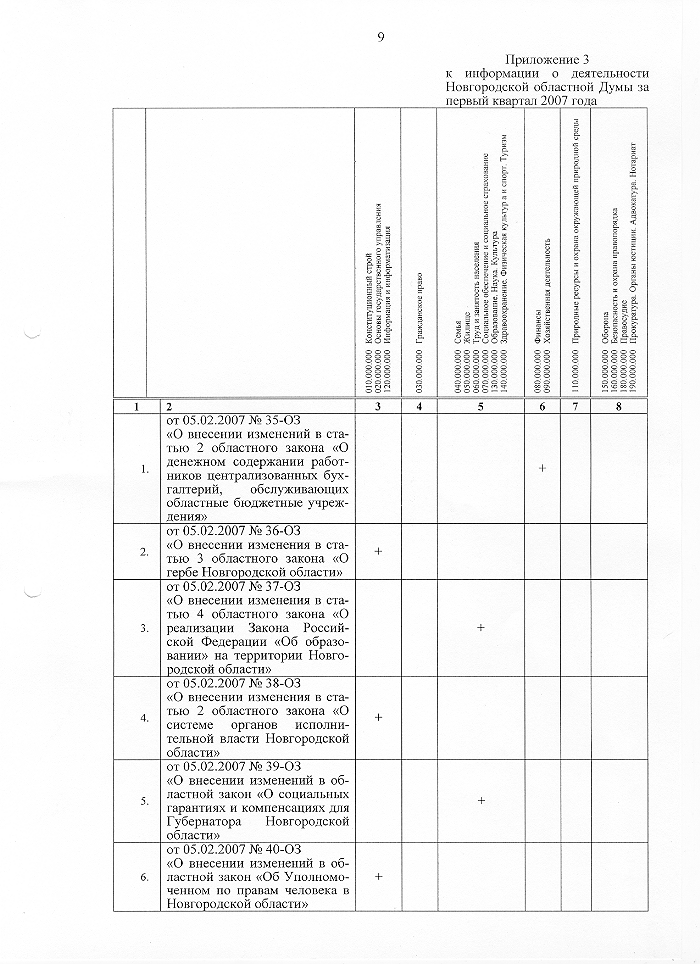 9
Приложение 3
к информации о деятельности
Новгородской областной Думы за
первый квартал 2007 года
010.000.000 Конституционный строй
020.000.000 Основы государственного управления
120.000.000 Информация и информатизация
030.000.000 Гражданское право
040.000.000 Семья
050.000.000 Жилище
060.000.000 Труд и занятость населения
070.000.000 Социальное обеспечение и социальное страхование
130.000.000 Образование. Наука. Культура
140.000.000 Здравоохранение. Физическая культур а и спорт. Туризм
080.000.000 Финансы
090.000.000 Хозяйственная деятельность
110.000.000 Природные ресурсы и охрана окружающей природной среды
150.000.000 Оборона
160.000.000 Безопасность и охрана правопорядка
180.000.000 Правосудие
190.000.000 Прокуратура. Органы юстиции. Адвокатура. Нотариат
1 2 3 4 5 6 7 8
от 05.02.2007 № 35-ОЗ
«О внесении изменений в ста-
тью 2 областного закона «О
денежном содержании работ-
1. ников централизованных бух- +
галтерий, обслуживающих
областные бюджетные учреж-
дения»
от 05.02.2007 № 36-ОЗ
«О внесении изменения в ста-
2. тью 3 областного закона «О +
гербе Новгородской области»
от 05.02.2007 № 37-ОЗ
«О внесении изменения в ста-
тью 4 областного закона «О
3. реализации Закона Россий- +
ской Федерации «Об образо-
вании» на территории Новго-
родской области»
от 05.02.2007 № 38-ОЗ
«О внесении изменения в ста-
тью 2 областного закона «О
4. системе органов исполни- +
тельной власти Новгородской
области»
от 05.02.2007 № 39-ОЗ
«О внесении изменений в об-
ластной закон «О социальных
5. гарантиях и компенсациях для +
Губернатора Новгородской
области»
от 05.02.2007 № 40-ОЗ
«О внесении изменений в об-
ластной закон «Об Уполномо-
6. ченном по правам человека в +
Новгородской области»